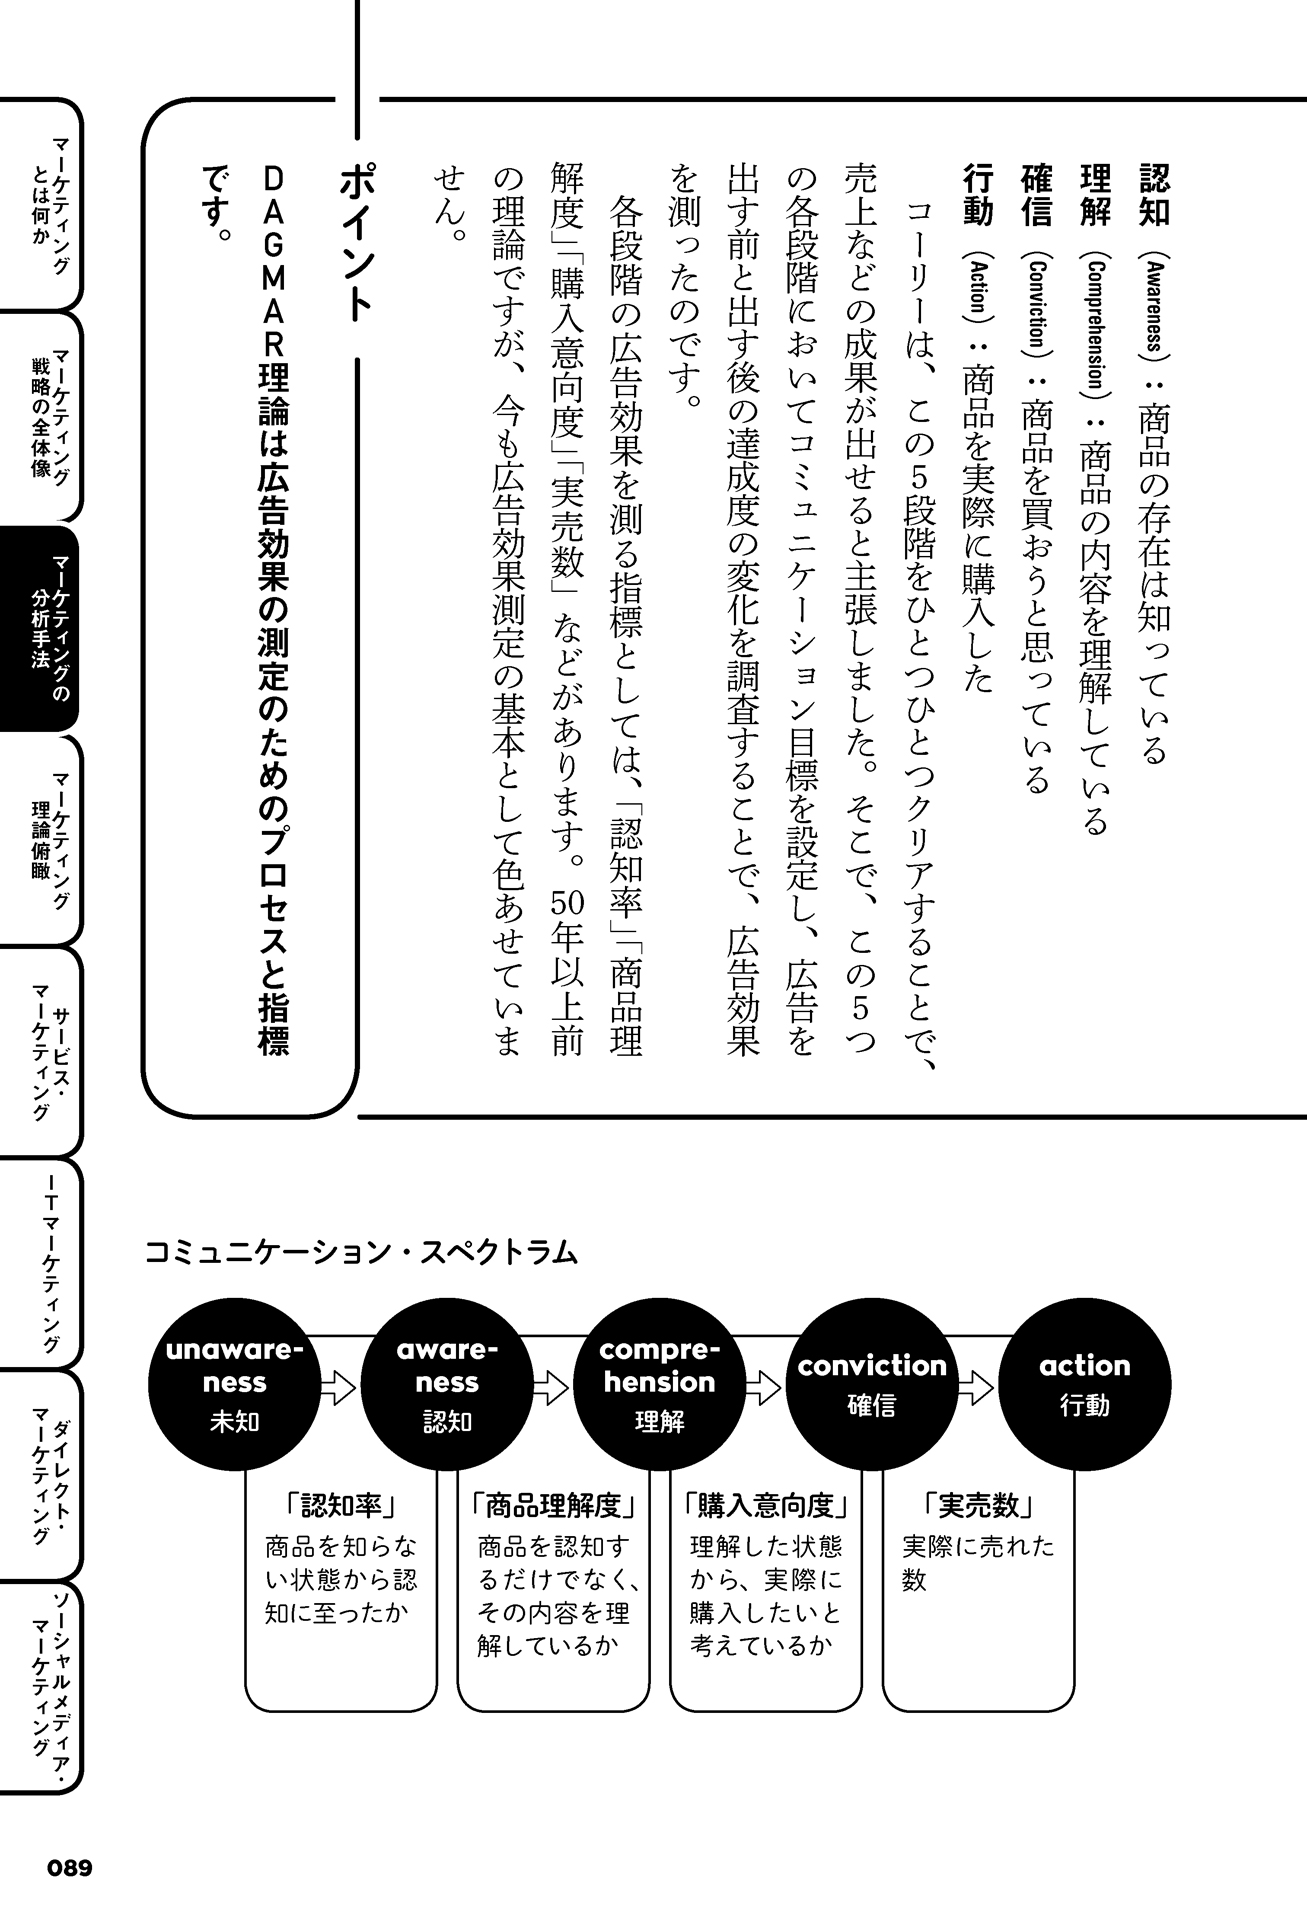 認知（Awareness）：商品の存在は知っている
理解（Comprehension）：商品の内容を理解している
確信（Conviction）：商品を買おうと思っている
行動（Action）：商品を実際に購入した
　コーリーは、この5段階をひとつひとつクリアすることで、
売上などの成果が出せると主張しました。そこで、この5つ
の各段階においてコミュニケーション目標を設定し、広告を
出す前と出す後の達成度の変化を調査することで、広告効果
を測ったのです。
　各段階の広告効果を測る指標としては、「認知率」「商品理
解度」「購入意向度」「実売数」などがあります。50年以上前
の理論ですが、今も広告効果測定の基本として色あせていま
せん。
ポイント
DAGMAR理論は広告効果の測定のためのプロセスと指標
です。
コミュニケーション・スペクトラム
unaware-
ness
未知
aware-
ness
認知
compre-
hension
理解
conviction
確信
action
行動
「認知率」
商品を知らな
い状態から認
知に至ったか
「商品理解度」
商品を認知す
るだけでなく、
その内容を理
解しているか
「購入意向度」
理解した状態
から、実際に
購入したいと
考えているか
「実売数」
実際に売れた
数
マーケティング
とは何か
マーケティング
戦略の全体像
マーケティングの
分析手法
マーケティング
理論俯瞰
サービス・
マーケティング
ITマーケティング
ダイレクト・
マーケティング
ソーシャルメディア・
マーケティング
089